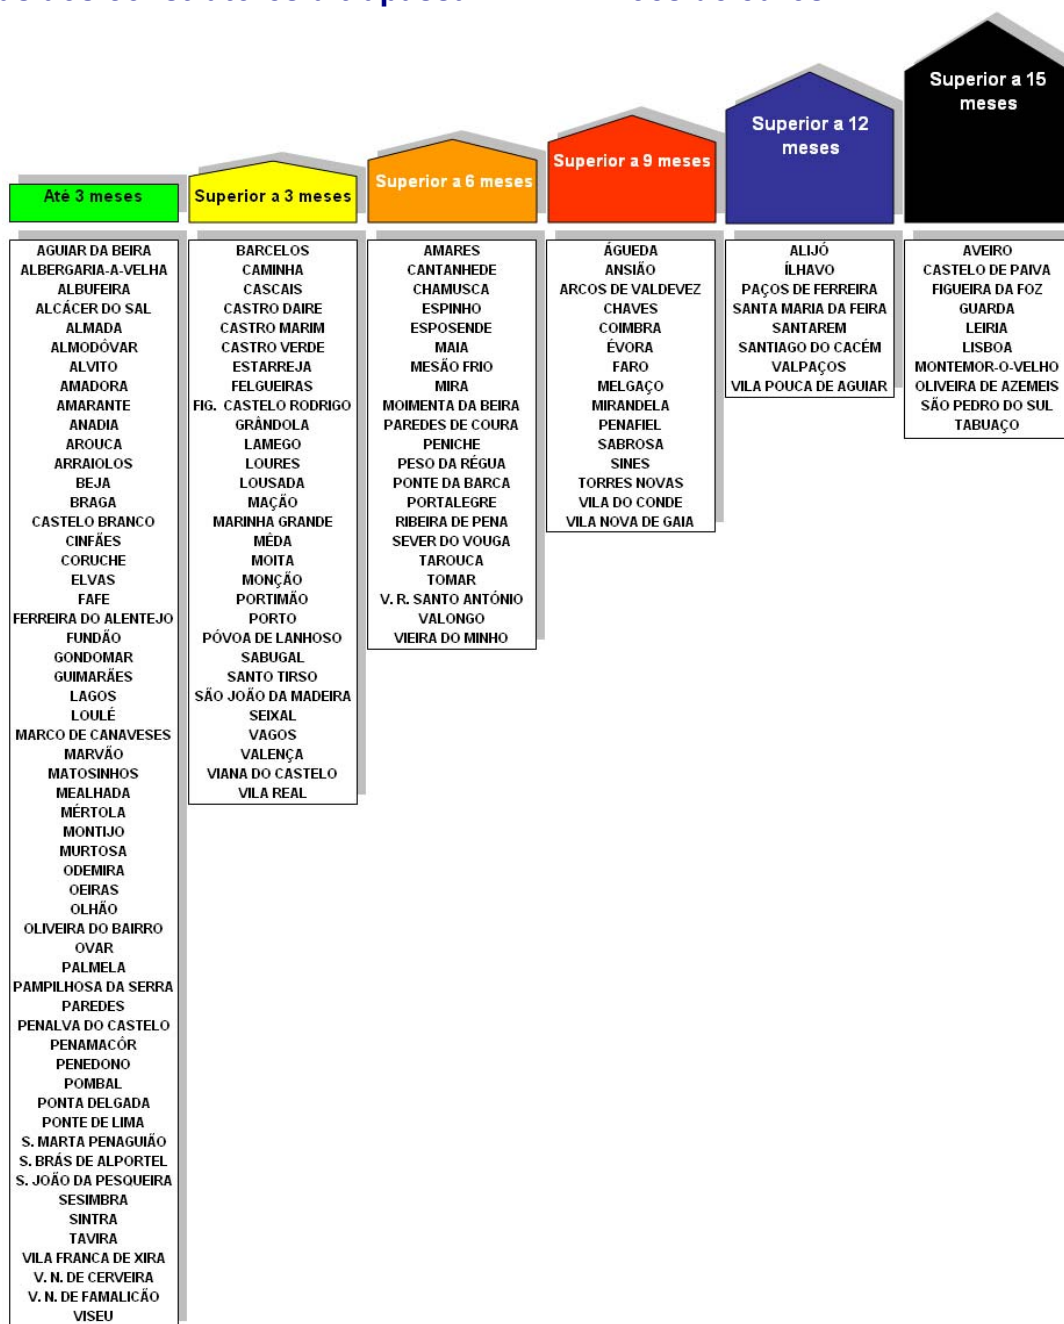 Até 3 meses
AGUIAR DA BEIRA
ALBERGARIA-A-VELHA
ALBUFEIRA
ALCÁCER DO SAL
ALMADA
ALMODÔVAR
ALVITO
AMADORA
AMARANTE
ANADIA
AROUCA
ARRAIOLOS
BEJA
BRAGA
CASTELO BRANCO
CINFÃES
CORUCHE
ELVAS
FAFE
FERREIRA DO ALENTEJO
FUNDÃO
GONDOMAR
GUIMARÃES
LAGOS
LOULÉ
MARCO DE CANAVESES
MARVÃO
MATOSINHOS
MEALHADA
MÉRTOLA
MONTIJO
MURTOSA
ODEMIRA
OEIRAS
OLHÃO
OLIVEIRA DO BAIRRO
OVAR
PALMELA
PAMPILHOSA DA SERRA
PAREDES
PENALVA DO CASTELO
PENAMACÔR
PENEDONO
POMBAL
PONTA DELGADA
PONTE DE LIMA
S. MARTA PENAGUIÃO
S. BRÁS DE ALPORTEL
S. JOÃO DA PESQUEIRA
SESIMBRA
SINTRA
TAVIRA
VILA FRANCA DE XIRA
V. N. DE CERVEIRA
V. N. DE FAMALICÃO
VISEU
Superior a 3 meses
BARCELOS
CAMINHA
CASCAIS
CASTRO DAIRE
CASTRO MARIM
CASTRO VERDE
ESTARREJA
FELGUEIRAS
FIG. CASTELO RODRIGO
GRÂNDOLA
LAMEGO
LOURES
LOUSADA
MAÇÃO
MARINHA GRANDE
MÊDA
MOITA
MONÇÃO
PORTIMÃO
PORTO
PÓVOA DE LANHOSO
SABUGAL
SANTO TIRSO
SÃO JOÃO DA MADEIRA
SEIXAL
VAGOS
VALENÇA
VIANA DO CASTELO
VILA REAL
Superior a 6 meses
AMARES
CANTANHEDE
CHAMUSCA
ESPINHO
ESPOSENDE
MAIA
MESÃO FRIO
MIRA
MOIMENTA DA BEIRA
PAREDES DE COURA
PENICHE
PESO DA RÉGUA
PONTE DA BARCA
PORTALEGRE
RIBEIRA DE PENA
SEVER DO VOUGA
TAROUCA
TOMAR
V. R. SANTO ANTÓNIO
VALONGO
VIEIRA DO MINHO
Superior a 9 meses
ÁGUEDA
ANSIÃO
ARCOS DE VALDEVEZ
CHAVES
COIMBRA
ÉVORA
FARO
MELGAÇO
MIRANDELA
PENAFIEL
SABROSA
SINES
TORRES NOVAS
VILA DO CONDE
VILA NOVA DE GAIA
Superior a 12
meses
ALIJÓ
ÍLHAVO
PAÇOS DE FERREIRA
SANTA MARIA DA FEIRA
SANTAREM
SANTIAGO DO CACÉM
VALPAÇOS
VILA POUCA DE AGUIAR
Superior a 15
meses
AVEIRO
CASTELO DE PAIVA
FIGUEIRA DA FOZ
GUARDA
LEIRIA
LISBOA
MONTEMOR-O-VELHO
OLIVEIRA DE AZEMEIS
SÃO PEDRO DO SUL
TABUAÇO